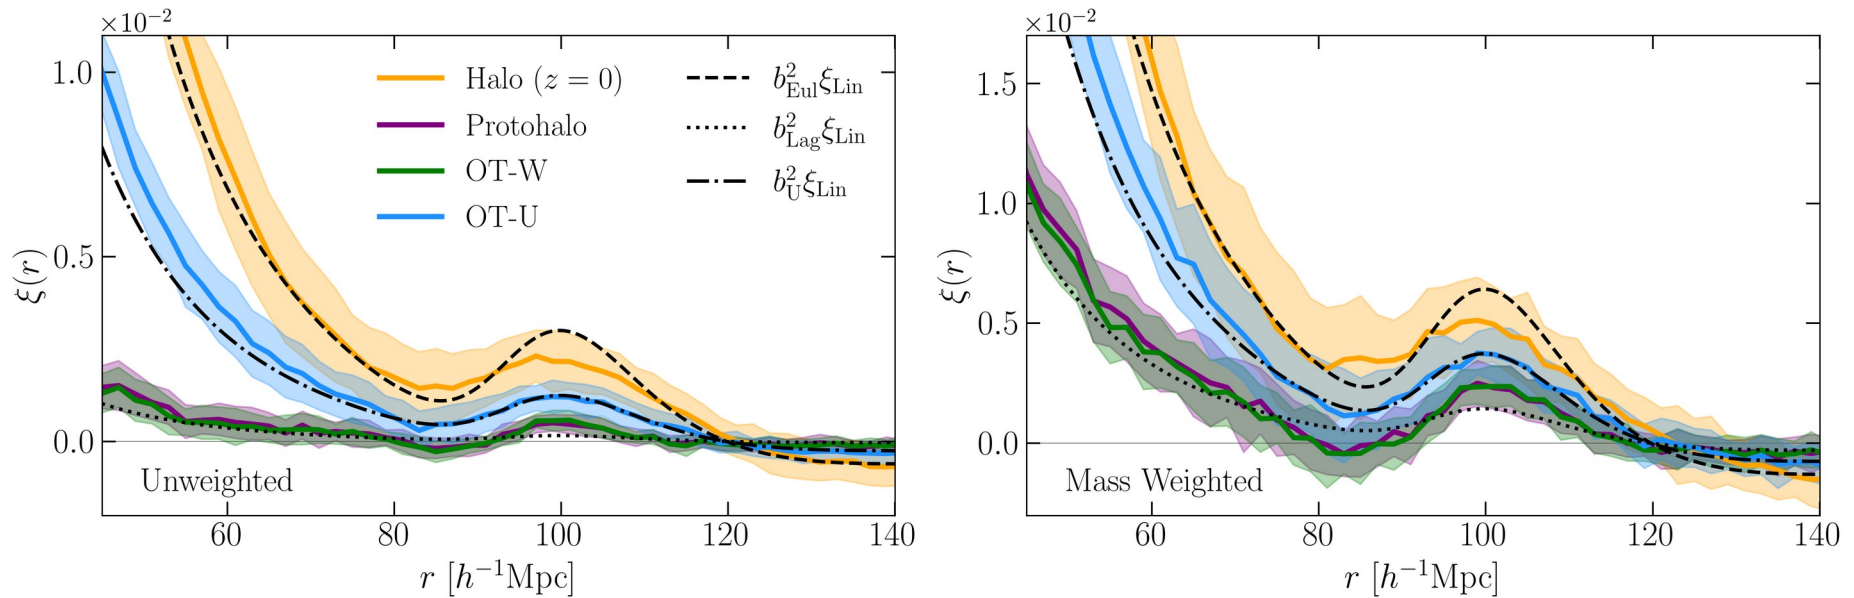 ×10⁻²
ξ(r)
1.0
0.5
0.0
Halo (z = 0)
Protohalo
OT-W
OT-U
b²_Eul ξ_Lin
b²_Lag ξ_Lin
b²_U ξ_Lin
Unweighted
60 80 100 120 140
r [h⁻¹Mpc]
×10⁻²
ξ(r)
1.5
1.0
0.5
0.0
Mass Weighted
60 80 100 120 140
r [h⁻¹Mpc]